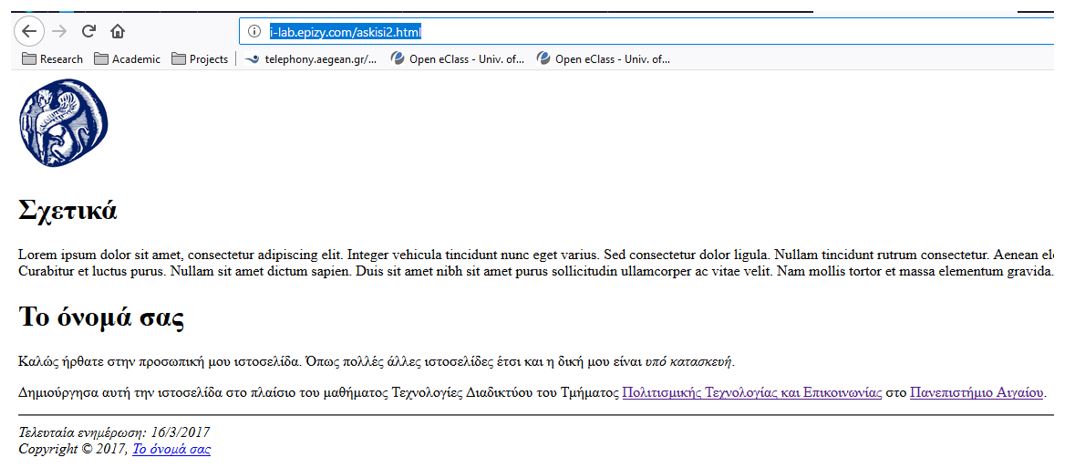 i-lab.epizy.com/askisi2.html
Research Academic Projects telephony.aegean.gr/... Open eClass - Univ. of... Open eClass - Univ. of...
Σχετικά
Lorem ipsum dolor sit amet, consectetur adipiscing elit. Integer vehicula tincidunt nunc eget varius. Sed consectetur dolor ligula. Nullam tincidunt rutrum consectetur. Aenean
Curabitur et luctus purus. Nullam sit amet dictum sapien. Duis sit amet nibh sit amet purus sollicitudin ullamcorper ac vitae velit. Nam mollis tortor et massa elementum gravida.
Το όνομά σας
Καλώς ήρθατε στην προσωπική μου ιστοσελίδα. Όπως πολλές άλλες ιστοσελίδες έτσι και η δική μου είναι υπό κατασκευή.
Δημιούργησα αυτή την ιστοσελίδα στο πλαίσιο του μαθήματος Τεχνολογίες Διαδικτύου του Τμήματος Πολιτισμικής Τεχνολογίας και Επικοινωνίας στο Πανεπιστήμιο Αιγαίου.
Τελευταία ενημέρωση: 16/3/2017
Copyright © 2017, Το όνομά σας